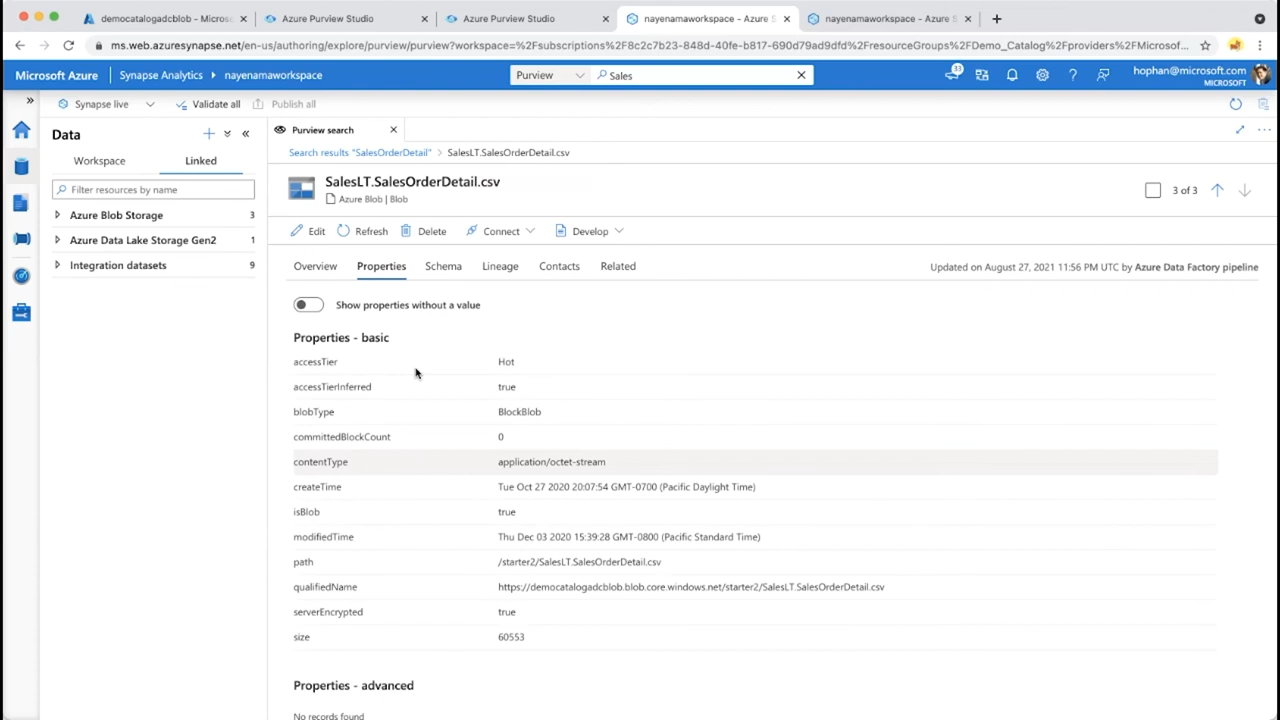 democatalogadcblob - Micros
Azure Purview Studio
Azure Purview Studio
nayenamaworkspace - Azure S
nayenamaworkspace - Azure S
ms.web.azuresynapse.net/en-us/authoring/explore/purview/purview?workspace=%2Fsubscriptions%2F8c2c7b23-848d-40fe-b817-690d79ad9dfd%2FresourceGroups%2FDemo_Catalog%2Fproviders%2FMicrosof...
Microsoft Azure
Synapse Analytics
nayenamaworkspace
Purview
Sales
33
hophan@microsoft.com
MICROSOFT
Synapse live
Validate all
Publish all
Data
Workspace
Linked
Filter resources by name
Azure Blob Storage 3
Azure Data Lake Storage Gen2 1
Integration datasets 9
Purview search
Search results "SalesOrderDetail" > SalesLT.SalesOrderDetail.csv
SalesLT.SalesOrderDetail.csv
Azure Blob | Blob
3 of 3
Edit Refresh Delete Connect Develop
Overview Properties Schema Lineage Contacts Related
Updated on August 27, 2021 11:56 PM UTC by Azure Data Factory pipeline
Show properties without a value
Properties - basic
accessTier Hot
accessTierInferred true
blobType BlockBlob
committedBlockCount 0
contentType application/octet-stream
createTime Tue Oct 27 2020 20:07:54 GMT-0700 (Pacific Daylight Time)
isBlob true
modifiedTime Thu Dec 03 2020 15:39:28 GMT-0800 (Pacific Standard Time)
path /starter2/SalesLT.SalesOrderDetail.csv
qualifiedName https://democatalogadcblob.blob.core.windows.net/starter2/SalesLT.SalesOrderDetail.csv
serverEncrypted true
size 60553
Properties - advanced
No records found